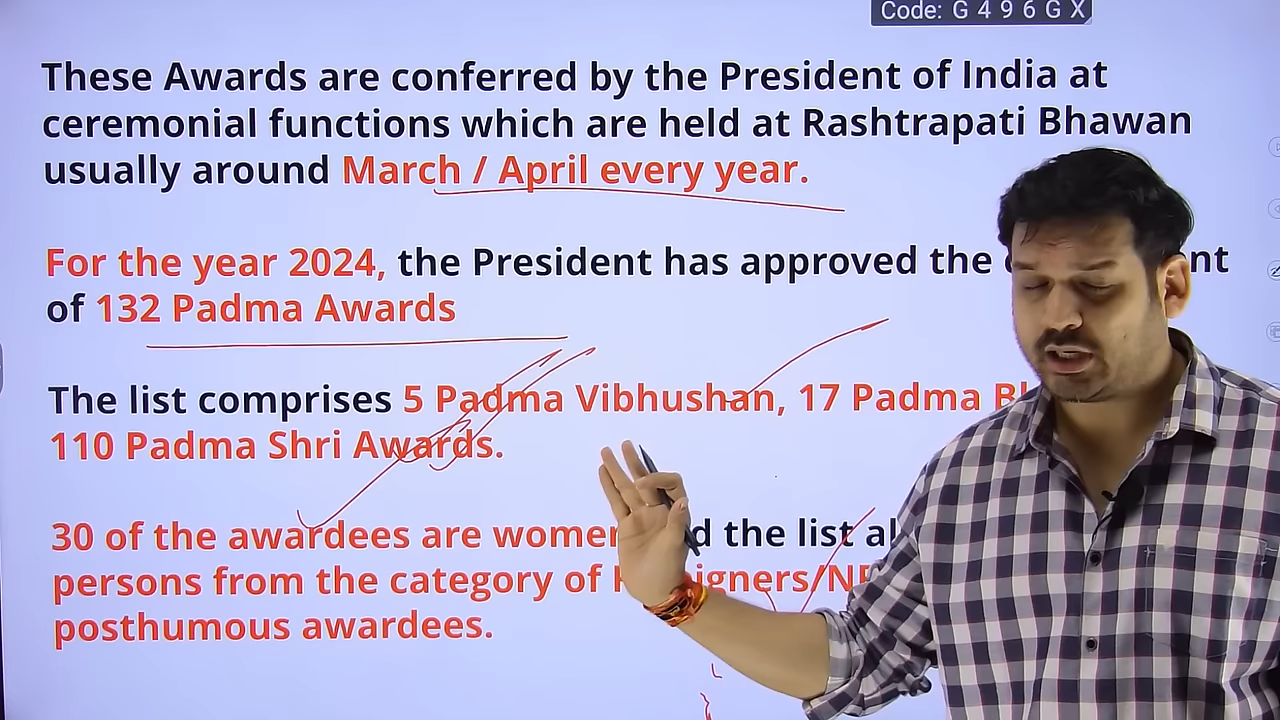 Code: G 4 9 6 G X
These Awards are conferred by the President of India at
ceremonial functions which are held at Rashtrapati Bhawan
usually around March / April every year.
For the year 2024, the President has approved the
of 132 Padma Awards
The list comprises 5 Padma Vibhushan, 17 Padma
110 Padma Shri Awards.
30 of the awardees are women the list
persons from the category of
posthumous awardees.